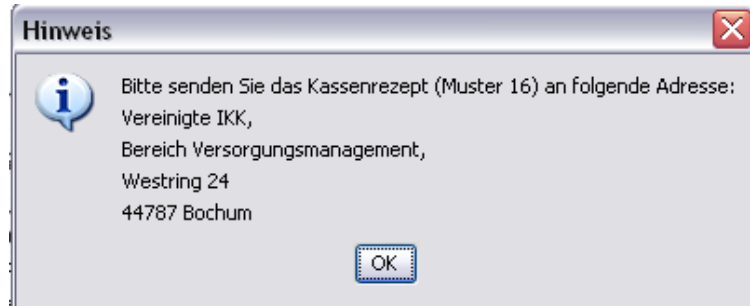 Hinweis
Bitte senden Sie das Kassenrezept (Muster 16) an folgende Adresse:
Vereinigte IKK,
Bereich Versorgungsmanagement,
Westring 24
44787 Bochum
OK